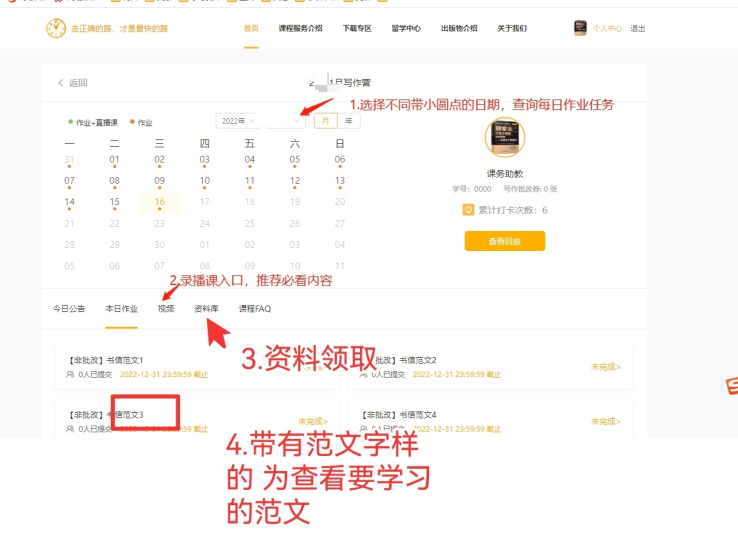 走正确的路，才是最快的路
首页 课程服务介绍 下载专区 留学中心 出版物介绍 关于我们 个人中心 退出
< 返回
1月写作营
1.选择不同带小圆点的日期，查询每日作业任务
作业+直播课 作业 2022年 月 年
一 二 三 四 五 六 日
31 01 02 03 04 05 06
07 08 09 10 11 12 13
14 15 16 17 18 19 20
21 22 23 24 25 26 27
28 29 30 01 02 03 04
05 06 07 08 09 10 11
课务助教
学号：0000 写作批改券: 0 张
累计打卡次数：6
查看回放
2.录播课入口，推荐必看内容
今日公告 本日作业 视频 资料库 课程FAQ
3.资料领取
【非批改】书信范文1
0人已提交 2022-12-31 23:59:59 截止
【非批改】书信范文2
0人已提交 2022-12-31 23:59:59 截止
未完成>
【非批改】书信范文3
0人已提交 2022-12-31 23:59:59 截止
未完成>
【非批改】书信范文4
0人已提交 2022-12-31 23:59:59 截止
未完成>
4.带有范文字样
的 为查看要学习
的范文